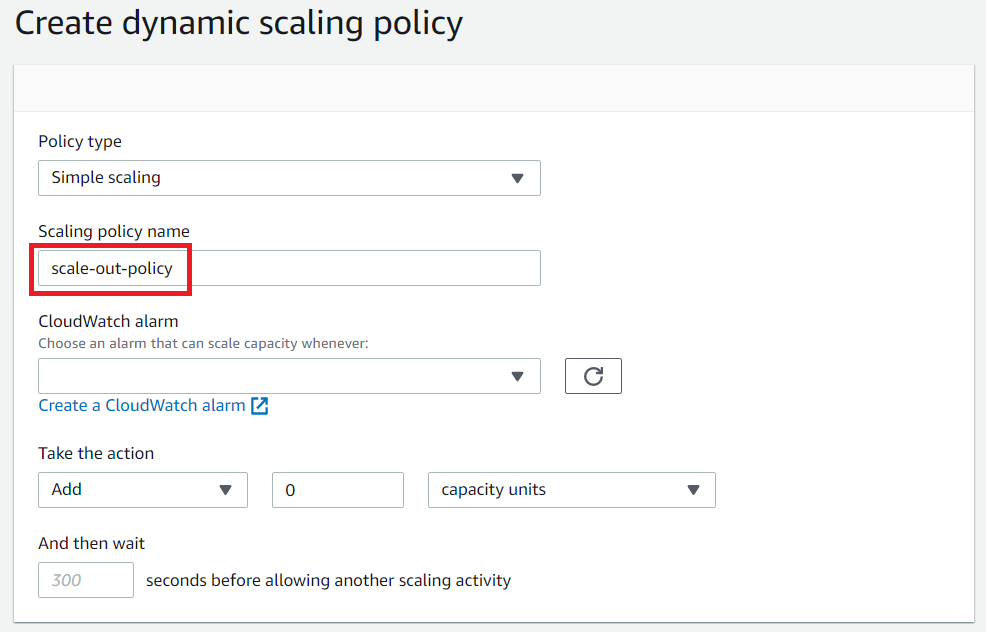 Create dynamic scaling policy
Policy type
Simple scaling
Scaling policy name
scale-out-policy
CloudWatch alarm
Choose an alarm that can scale capacity whenever:
Create a CloudWatch alarm
Take the action
Add 0 capacity units
And then wait
300 seconds before allowing another scaling activity